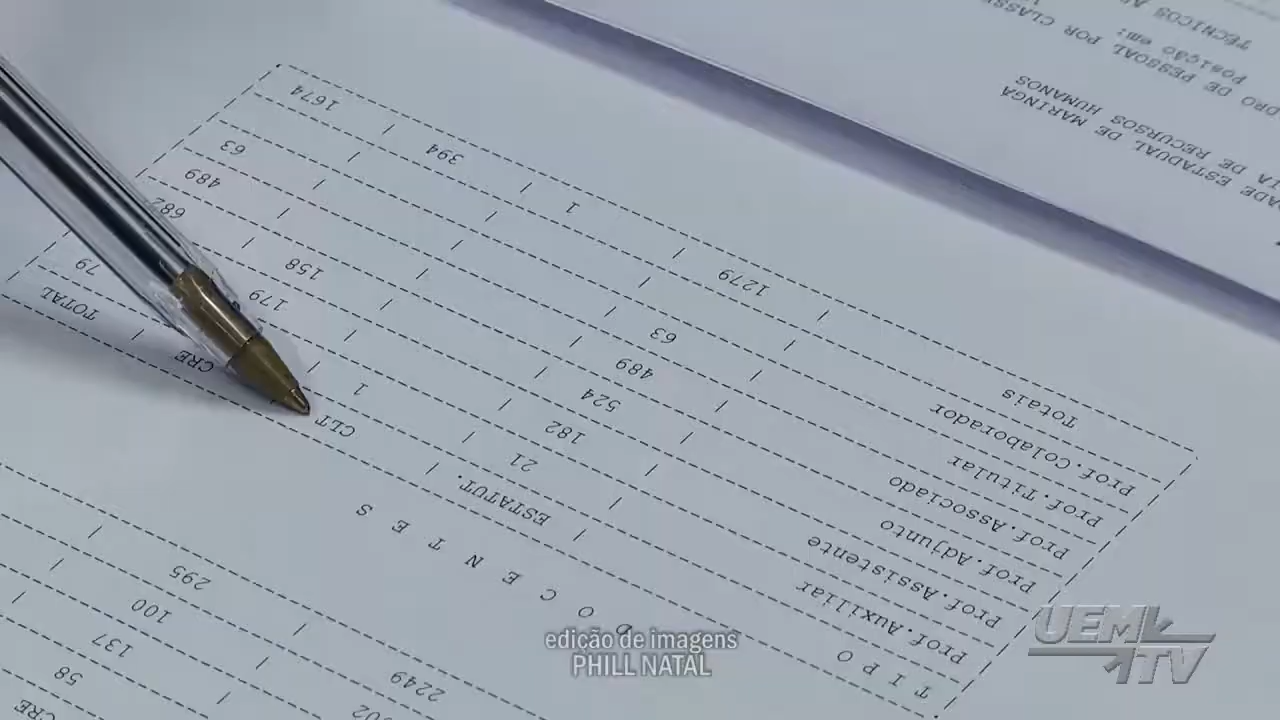 CRE
58
137
100
2249 | 295 |
D O C E N T E S
T I P O | ESTATUT. | CLT CRE | TOTAL
Prof.Auxiliar | 21 | 1 | 79
Prof.Assistente | 182 | | 179
Prof.Adjunto | 524 | | 158 | 682
Prof.Associado | 489 | | | 489
Prof.Titular | 63 | | | 63
Prof.Colaborador | | | |
Totais | 1279 | 1 | 394 | 1674
ADE ESTADUAL DE MARINGA
IA DE RECURSOS HUMANOS
DRO DE PESSOAL POR CLASSE
Posição em:
TECNICOS
edição de imagens
PHILL NATAL
UEM
TV